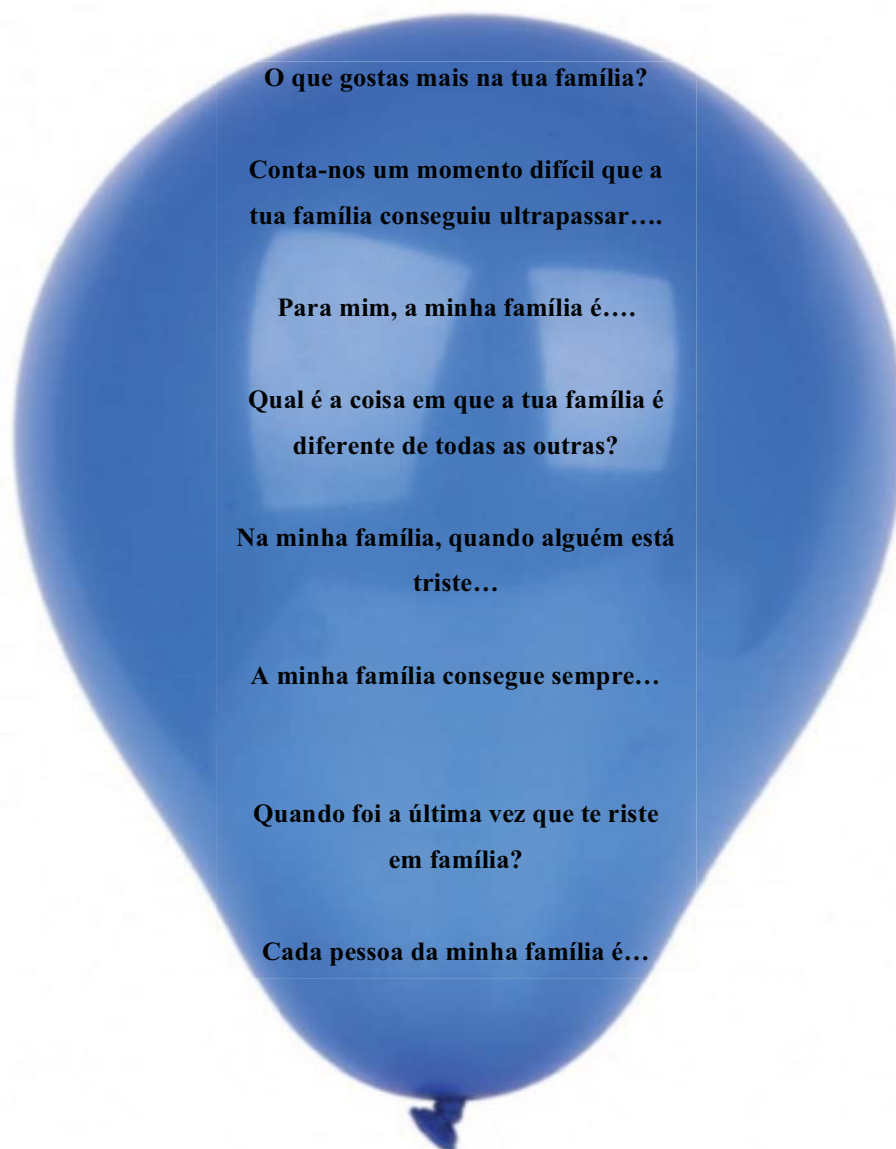 O que gostas mais na tua família?
Conta-nos um momento difícil que a
tua família conseguiu ultrapassar….
Para mim, a minha família é….
Qual é a coisa em que a tua família é
diferente de todas as outras?
Na minha família, quando alguém está
triste…
A minha família consegue sempre…
Quando foi a última vez que te riste
em família?
Cada pessoa da minha família é…